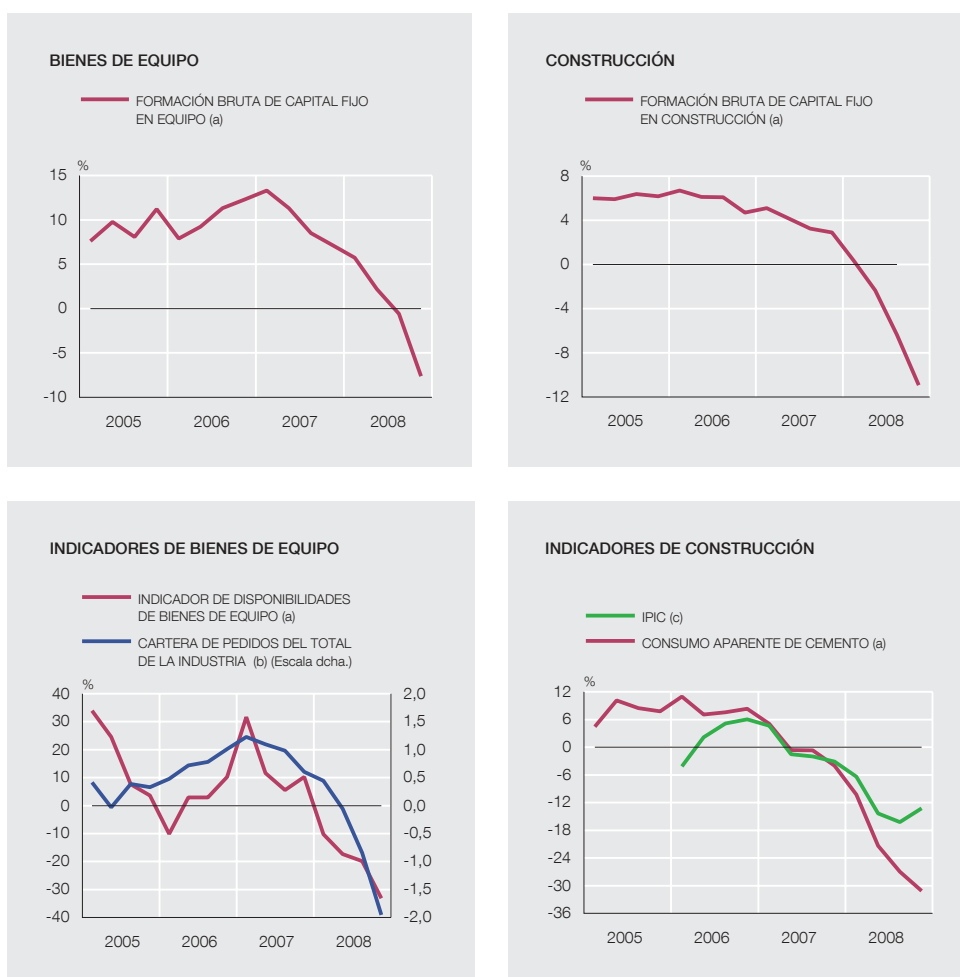 BIENES DE EQUIPO
FORMACIÓN BRUTA DE CAPITAL FIJO
EN EQUIPO (a)
%
15
10
5
0
-5
-10
2005 2006 2007 2008
CONSTRUCCIÓN
FORMACIÓN BRUTA DE CAPITAL FIJO
EN CONSTRUCCIÓN (a)
%
8
4
0
-4
-8
-12
2005 2006 2007 2008
INDICADORES DE BIENES DE EQUIPO
INDICADOR DE DISPONIBILIDADES
DE BIENES DE EQUIPO (a)
CARTERA DE PEDIDOS DEL TOTAL
DE LA INDUSTRIA (b) (Escala dcha.)
%
40 2,0
30 1,5
20 1,0
10 0,5
0 0,0
-10 -0,5
-20 -1,0
-30 -1,5
-40 -2,0
2005 2006 2007 2008
INDICADORES DE CONSTRUCCIÓN
IPIC (c)
CONSUMO APARENTE DE CEMENTO (a)
%
12
6
0
-6
-12
-18
-24
-30
-36
2005 2006 2007 2008